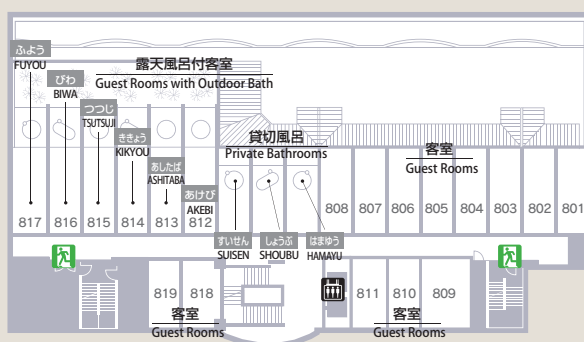 ふよう
FUYOU
びわ
BIWA
つつじ
TSUTSUJI
ききょう
KIKYOU
あしたば
ASHITABA
あけび
AKEBI
露天風呂付客室
Guest Rooms with Outdoor Bath
貸切風呂
Private Bathrooms
客室
Guest Rooms
817
816
815
814
813
812
すいせん
SUISEN
しょうぶ
SHOUBU
はまゆう
HAMAYU
808
807
806
805
804
803
802
801
819
818
客室
Guest Rooms
811
810
809
客室
Guest Rooms